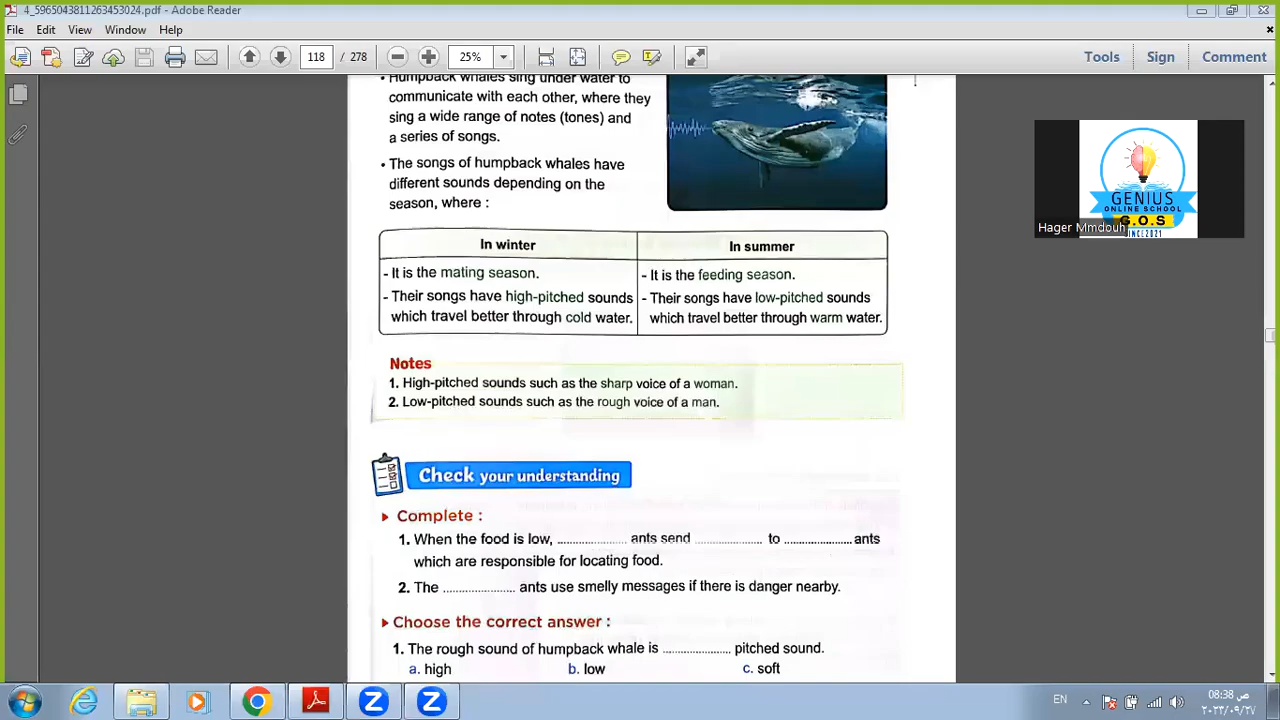 4_5965043811263453024.pdf - Adobe Reader
File Edit View Window Help
118 / 278 25% Tools Sign Comment
• Humpback whales sing under water to
communicate with each other, where they
sing a wide range of notes (tones) and
a series of songs.
• The songs of humpback whales have
different sounds depending on the
season, where :
In winter
- It is the mating season.
- Their songs have high-pitched sounds
which travel better through cold water.
In summer
- It is the feeding season.
- Their songs have low-pitched sounds
which travel better through warm water.
Notes
1. High-pitched sounds such as the sharp voice of a woman.
2. Low-pitched sounds such as the rough voice of a man.
Check your understanding
Complete :
1. When the food is low, .................... ants send .................... to .................... ants
which are responsible for locating food.
2. The .................... ants use smelly messages if there is danger nearby.
Choose the correct answer :
1. The rough sound of humpback whale is .................... pitched sound.
a. high b. low c. soft
GENIUS
ONLINE SCHOOL
G.O.S
SINCE2021
Hager Mmdouh
EN
08:38 ص
٢٠٢٣/٠٩/٢٧